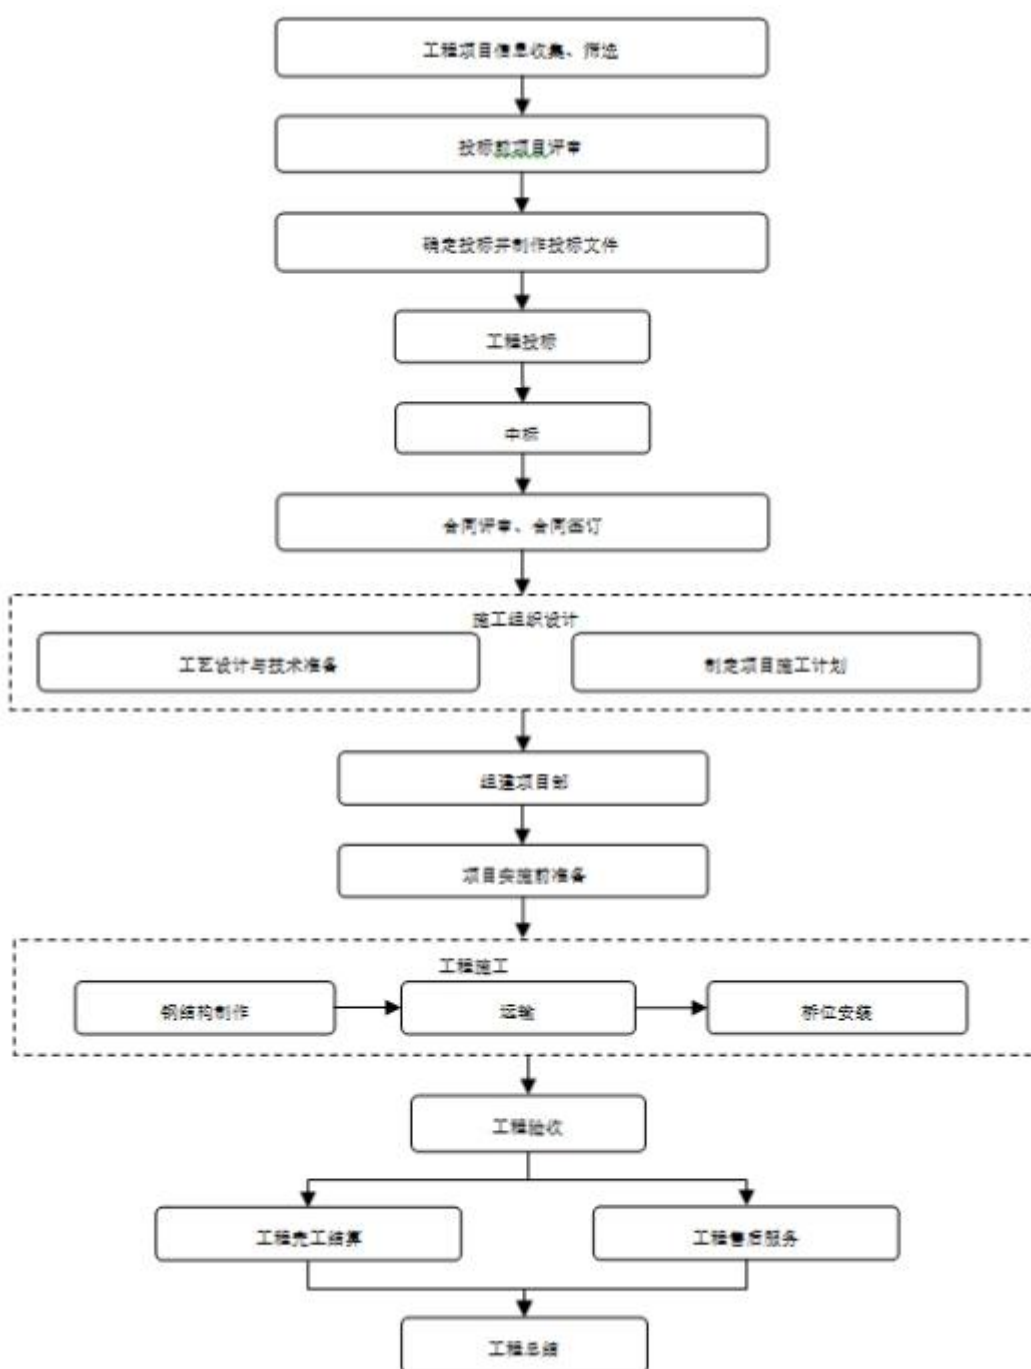 工程项目信息收集、筛选
投标前项目评审
确定投标并制作投标文件
工程投标
中标
合同评审、合同签订
施工组织设计
工艺设计与技术准备
制定项目施工计划
组建项目部
项目实施前准备
工程施工
钢结构制作
运输
桥位安装
工程验收
工程完工结算
工程售后服务
工程总结